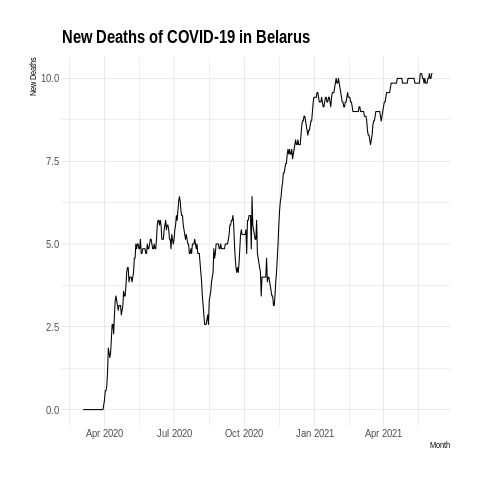 New Deaths of COVID-19 in Belarus
New Deaths
10.0
7.5
5.0
2.5
0.0
Apr 2020 Jul 2020 Oct 2020 Jan 2021 Apr 2021
Month